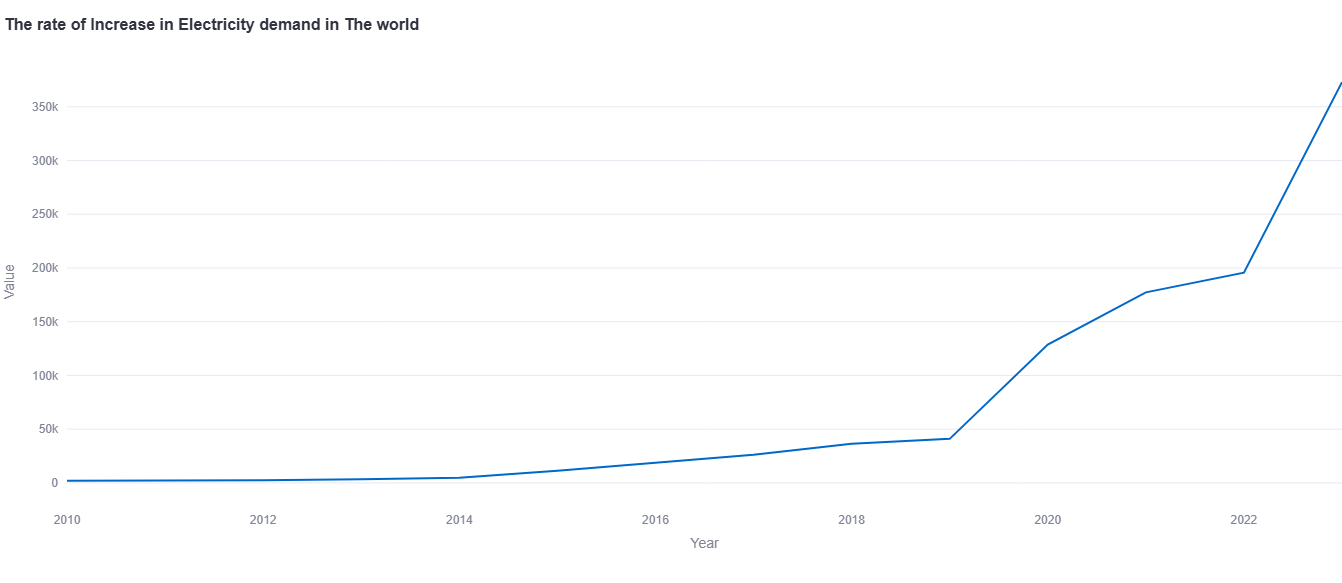 The rate of Increase in Electricity demand in The world
350k
300k
250k
200k
150k
100k
50k
0
Value
2010 2012 2014 2016 2018 2020 2022
Year